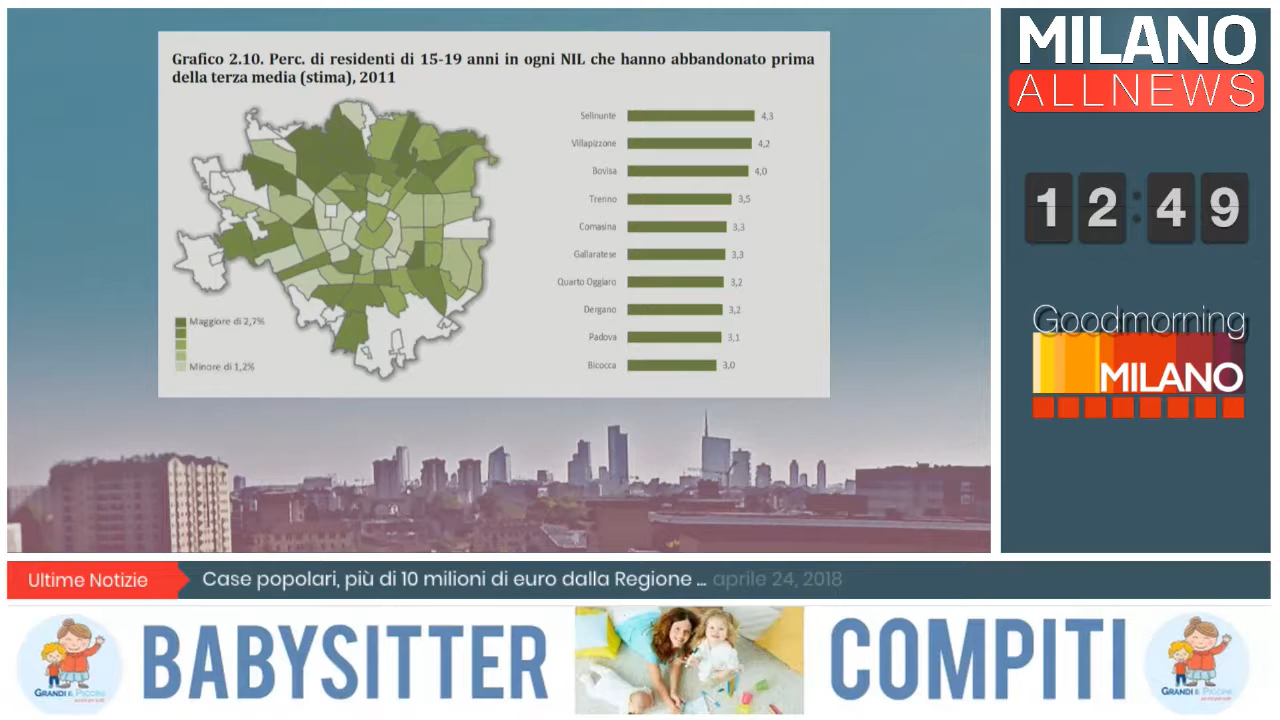 Grafico 2.10. Perc. di residenti di 15-19 anni in ogni NIL che hanno abbandonato prima
della terza media (stima), 2011
Selinunte 4,3
Villapizzone 4,2
Bovisa 4,0
Trenno 3,5
Comasina 3,3
Gallaratese 3,3
Quarto Oggiaro 3,2
Dergano 3,2
Padova 3,1
Bicocca 3,0
Maggiore di 2,7%
Minore di 1,2%
MILANO
ALLNEWS
12:49
Goodmorning
MILANO
Ultime Notizie
Case popolari, più di 10 milioni di euro dalla Regione ... aprile 24, 2018
GRANDI E PICCINI
BABYSITTER
COMPITI
GRANDI E PICCINI